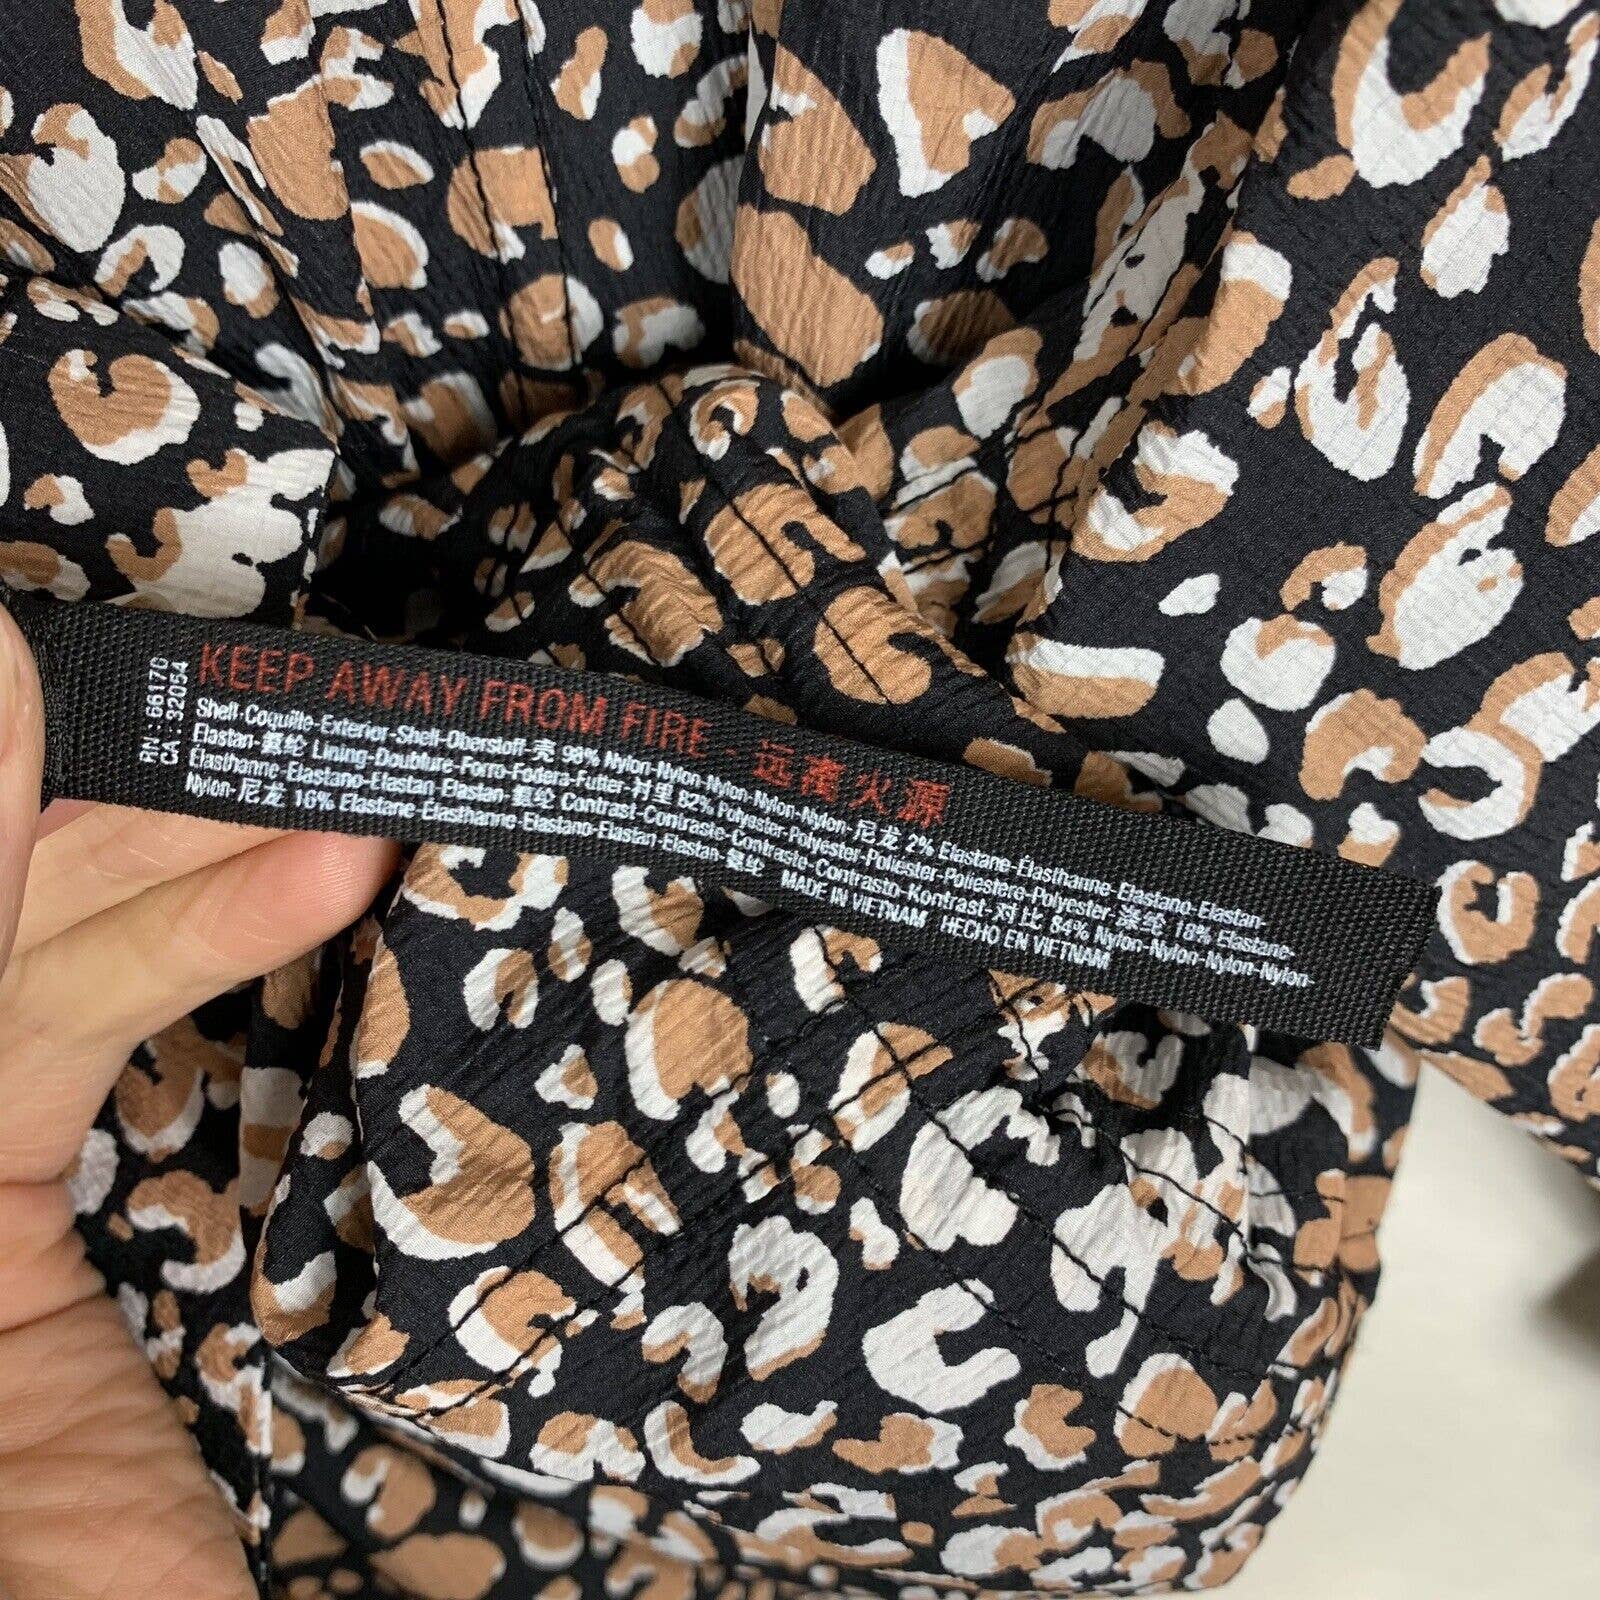 RN: 66170
CA: 32054
KEEP AWAY FROM FIRE - 远离火源
Shell-Coquille-Exterior-Shell-Oberstoff-壳 98% Nylon-Nylon-Nylon-Nylon-Nylon-尼龙 2% Elastane-Élasthanne-Elastano-Elastan-
Elastan-氨纶 Lining-Doublure-Forro-Fodera-Futter-衬里 82% Polyester-Polyester-Poliéster-Poliestere-Polyester-涤纶 18% Elastane-
Élasthanne-Elastano-Elastan-Elastan-氨纶 Contrast-Contraste-Contraste-Contrasto-Kontrast-对比 84% Nylon-Nylon-Nylon-Nylon-
Nylon-尼龙 16% Elastane-Élasthanne-Elastano-Elastan-Elastan-氨纶 MADE IN VIETNAM HECHO EN VIETNAM